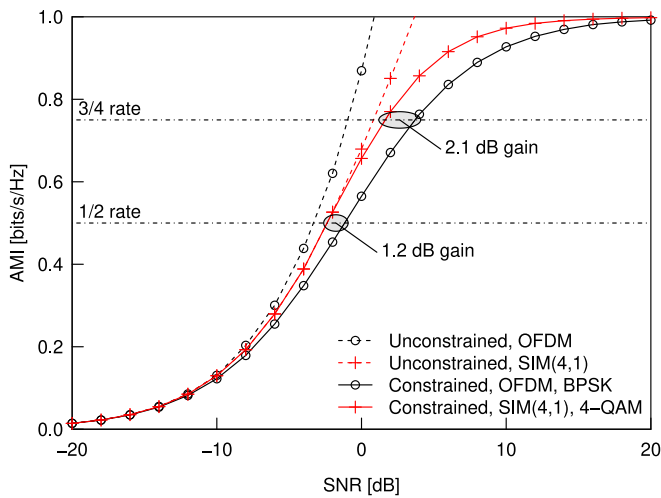 1.0
0.8
3/4 rate
2.1 dB gain
0.6
AMI [bits/s/Hz]
1/2 rate
1.2 dB gain
0.4
Unconstrained, OFDM
Unconstrained, SIM(4,1)
0.2
Constrained, OFDM, BPSK
Constrained, SIM(4,1), 4−QAM
0.0
−20 −10 0 10 20
SNR [dB]